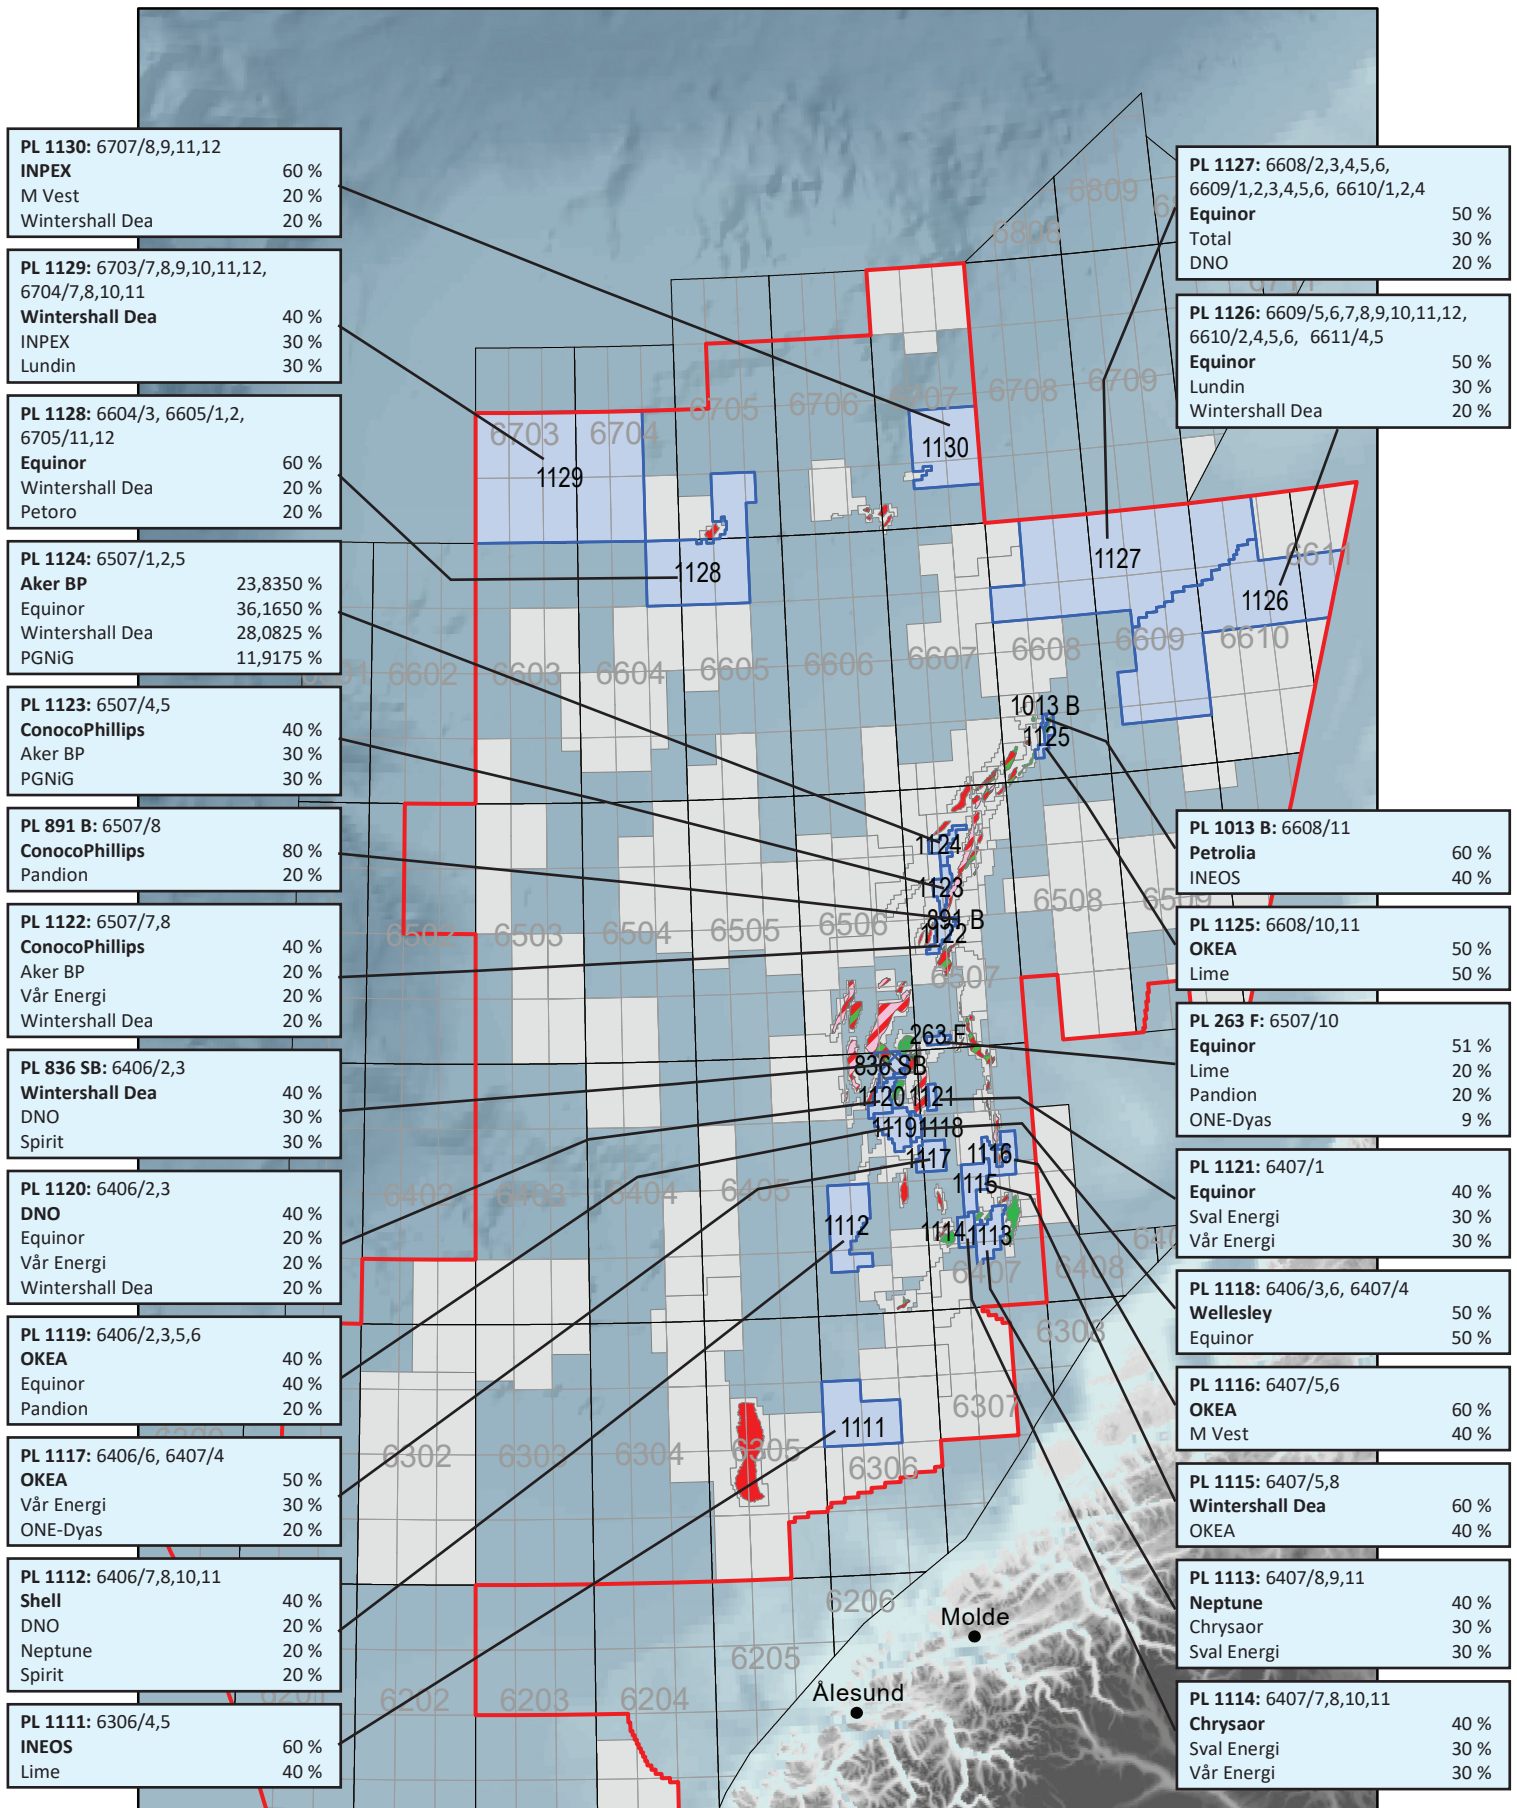 PL 1130: 6707/8,9,11,12
INPEX 60 %
M Vest 20 %
Wintershall Dea 20 %
PL 1129: 6703/7,8,9,10,11,12,
6704/7,8,10,11
Wintershall Dea 40 %
INPEX 30 %
Lundin 30 %
PL 1128: 6604/3, 6605/1,2,
6705/11,12
Equinor 60 %
Wintershall Dea 20 %
Petoro 20 %
PL 1124: 6507/1,2,5
Aker BP 23,8350 %
Equinor 36,1650 %
Wintershall Dea 28,0825 %
PGNiG 11,9175 %
PL 1123: 6507/4,5
ConocoPhillips 40 %
Aker BP 30 %
PGNiG 30 %
PL 891 B: 6507/8
ConocoPhillips 80 %
Pandion 20 %
PL 1122: 6507/7,8
ConocoPhillips 40 %
Aker BP 20 %
Vår Energi 20 %
Wintershall Dea 20 %
PL 836 SB: 6406/2,3
Wintershall Dea 40 %
DNO 30 %
Spirit 30 %
PL 1120: 6406/2,3
DNO 40 %
Equinor 20 %
Vår Energi 20 %
Wintershall Dea 20 %
PL 1119: 6406/2,3,5,6
OKEA 40 %
Equinor 40 %
Pandion 20 %
PL 1117: 6406/6, 6407/4
OKEA 50 %
Vår Energi 30 %
ONE-Dyas 20 %
PL 1112: 6406/7,8,10,11
Shell 40 %
DNO 20 %
Neptune 20 %
Spirit 20 %
PL 1111: 6306/4,5
INEOS 60 %
Lime 40 %
PL 1127: 6608/2,3,4,5,6,
6609/1,2,3,4,5,6, 6610/1,2,4
Equinor 50 %
Total 30 %
DNO 20 %
PL 1126: 6609/5,6,7,8,9,10,11,12,
6610/2,4,5,6, 6611/4,5
Equinor 50 %
Lundin 30 %
Wintershall Dea 20 %
PL 1013 B: 6608/11
Petrolia 60 %
INEOS 40 %
PL 1125: 6608/10,11
OKEA 50 %
Lime 50 %
PL 263 F: 6507/10
Equinor 51 %
Lime 20 %
Pandion 20 %
ONE-Dyas 9 %
PL 1121: 6407/1
Equinor 40 %
Sval Energi 30 %
Vår Energi 30 %
PL 1118: 6406/3,6, 6407/4
Wellesley 50 %
Equinor 50 %
PL 1116: 6407/5,6
OKEA 60 %
M Vest 40 %
PL 1115: 6407/5,8
Wintershall Dea 60 %
OKEA 40 %
PL 1113: 6407/8,9,11
Neptune 40 %
Chrysaor 30 %
Sval Energi 30 %
PL 1114: 6407/7,8,10,11
Chrysaor 40 %
Sval Energi 30 %
Vår Energi 30 %
6809
6808
6703 6704 6705 6706 6707 6708 6709
1129
1130
1128
1127
1126
6611
6602 6603 6604 6605 6606 6607 6608 6609 6610
1013 B
1125
1124
1123
891 B
1122
6502 6503 6504 6505 6506 6507 6508 6509
263 F
836 SB
1120 1121
1119 1118
1117 1116
1115
6402 6403 6404 6405
1112 1114 1113
6407 6408
6308
6307
1111
6302 6303 6304 6305 6306
6206
Molde
6205
Ålesund
6201 6202 6203 6204